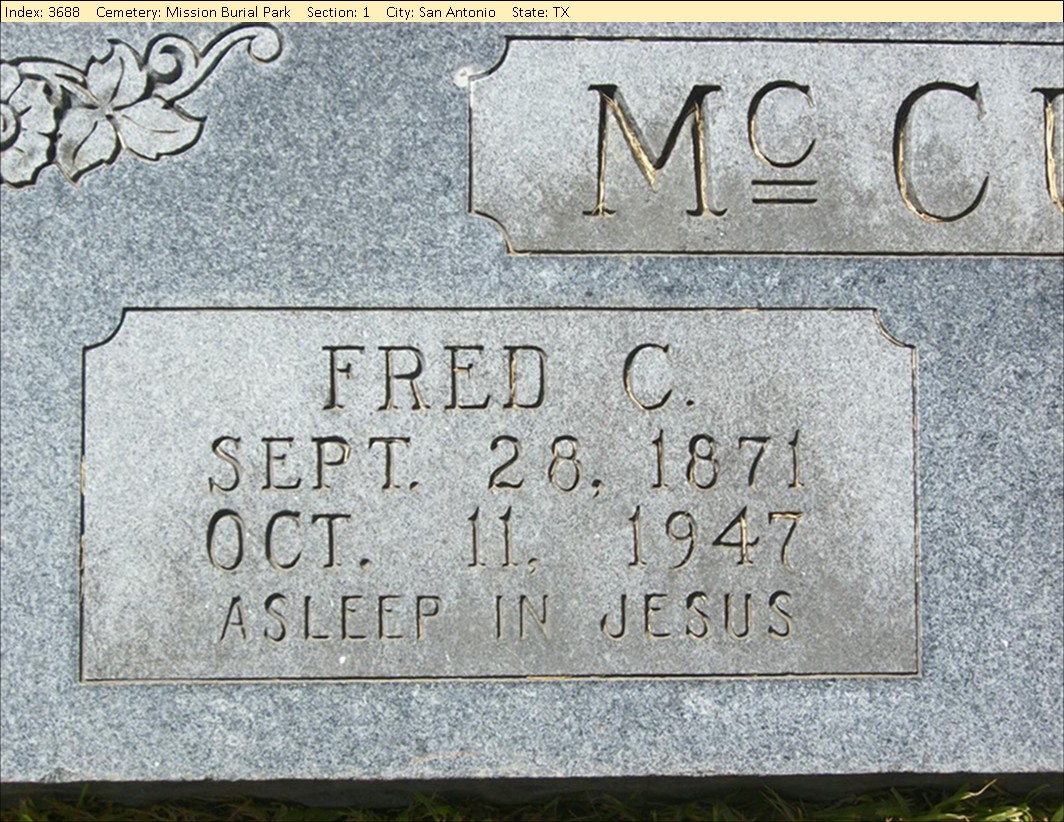 Index: 3688 Cemetery: Mission Burial Park Section: 1 City: San Antonio State: TX
FRED C.
SEPT. 28, 1871
OCT. 11, 1947
ASLEEP IN JESUS